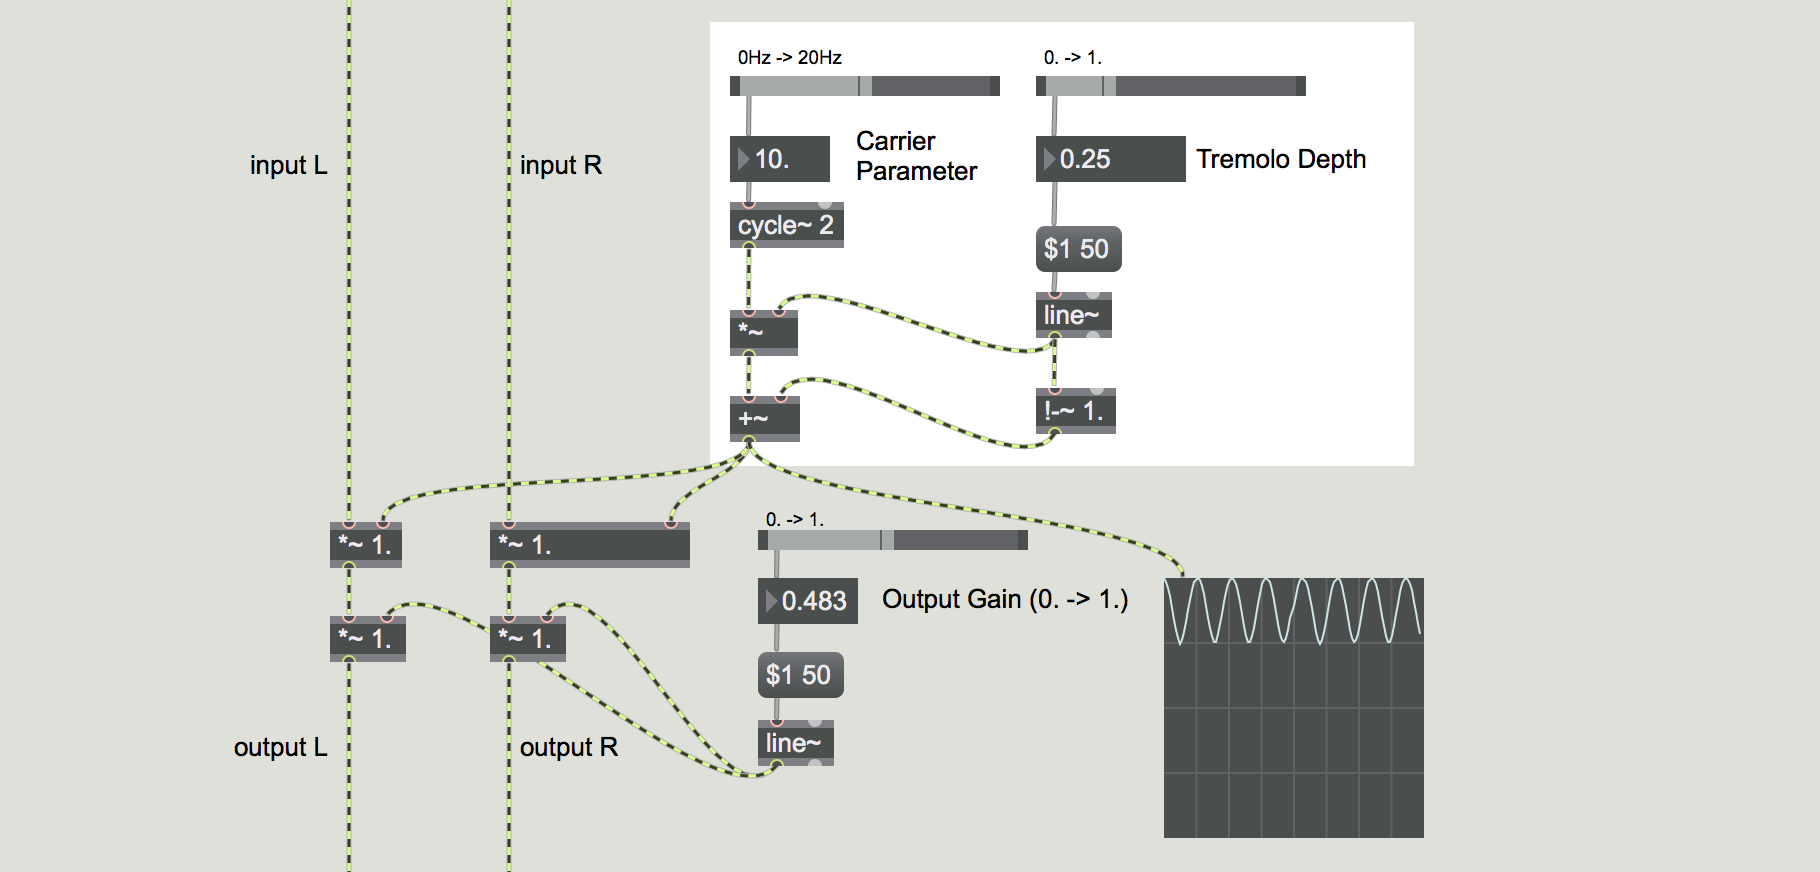 0Hz -> 20Hz
0. -> 1.
input L
input R
10.
Carrier
Parameter
0.25
Tremolo Depth
cycle~ 2
$1 50
*~
line~
+~
!-~ 1.
*~ 1.
*~ 1.
0. -> 1.
0.483
Output Gain (0. -> 1.)
*~ 1.
*~ 1.
$1 50
output L
output R
line~